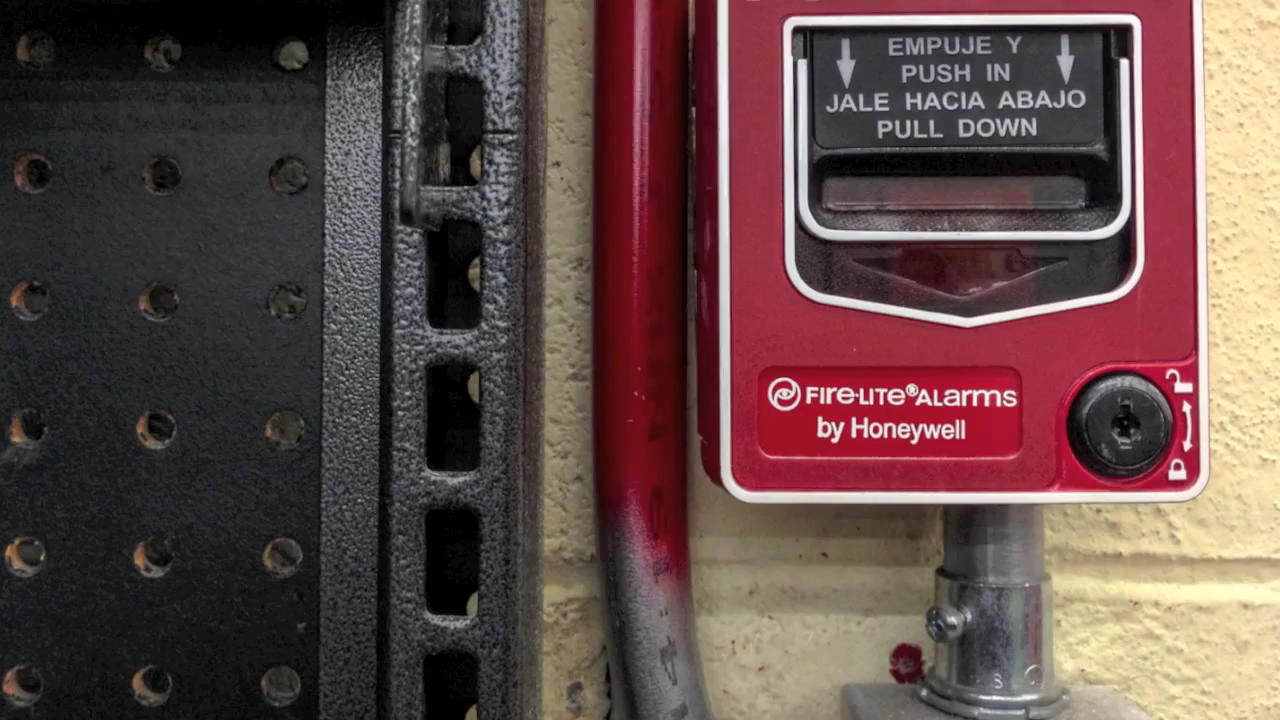 EMPUJE Y
PUSH IN
JALE HACIA ABAJO
PULL DOWN
FIRE-LITE® ALARMS
by Honeywell